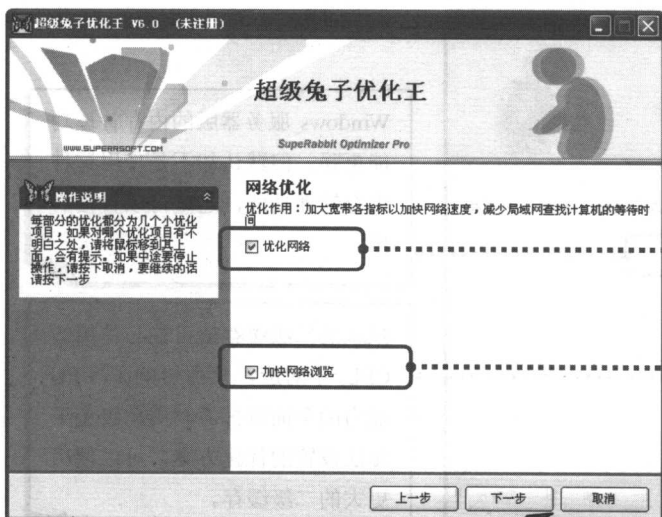 超级兔子优化王 V6.0 （未注册）
超级兔子优化王
WWW.SUPERRSOFT.COM
SupeRabbit Optimizer Pro
操作说明
每部分的优化都分为几个小优化
项目，如果对哪个优化项目有不
明白之处，请将鼠标移到其上
面，会有提示。如果中途要停止
操作，请按下取消，要继续的话
请按下一步
网络优化
优化作用：加大宽带各指标以加快网络速度，减少局域网查找计算机的等待时
间
优化网络
加快网络浏览
上一步
下一步
取消